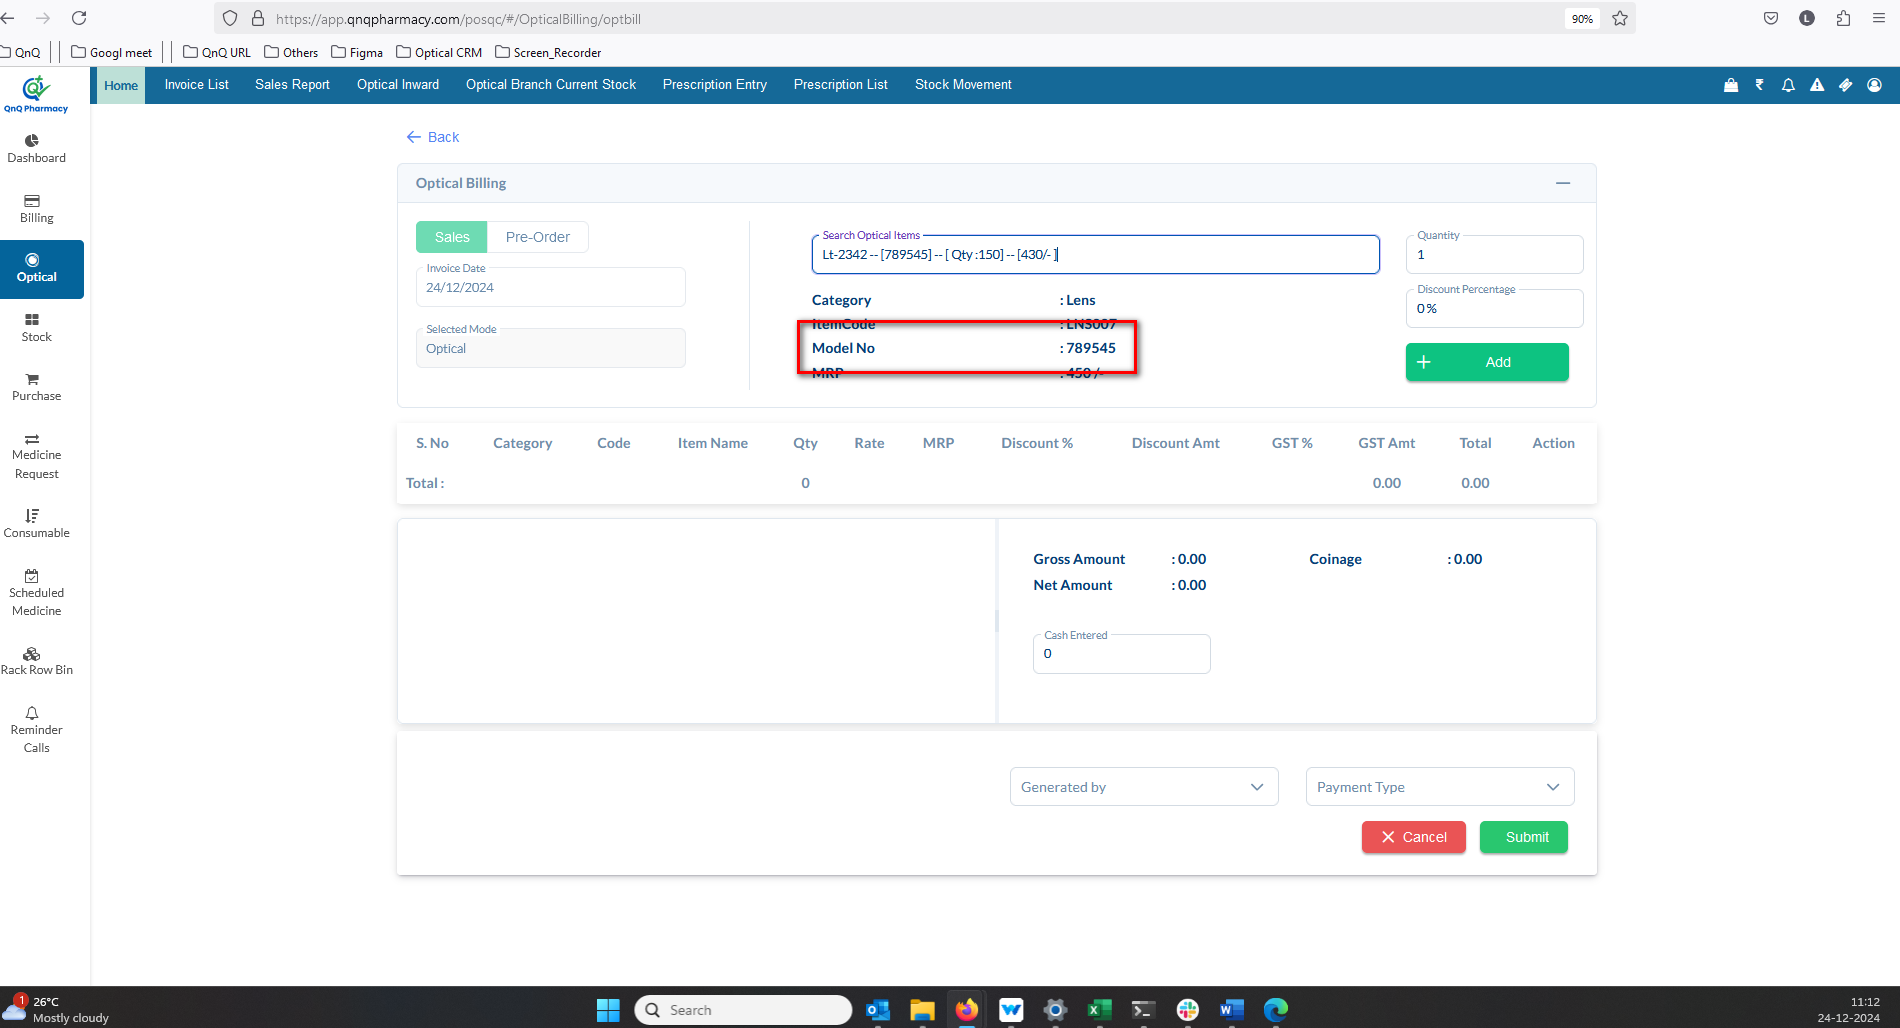 https://app.qnqpharmacy.com/posqc/#/OpticalBilling/optbill
90%
L
QnQ
Googl meet
QnQ URL
Others
Figma
Optical CRM
Screen_Recorder
QnQ Pharmacy
Home
Invoice List
Sales Report
Optical Inward
Optical Branch Current Stock
Prescription Entry
Prescription List
Stock Movement
Dashboard
Billing
Optical
Stock
Purchase
Medicine
Request
Consumable
Scheduled
Medicine
Rack Row Bin
Reminder
Calls
Back
Optical Billing
Sales
Pre-Order
Invoice Date
24/12/2024
Selected Mode
Optical
Search Optical Items
Lt-2342 -- [789545] -- [ Qty :150] -- [430/- ]
Category : Lens
ItemCode : LNS007
Model No : 789545
MRP : 450 /-
Quantity
1
Discount Percentage
0%
Add
S. No Category Code Item Name Qty Rate MRP Discount % Discount Amt GST % GST Amt Total Action
Total : 0 0.00 0.00
Gross Amount : 0.00 Coinage : 0.00
Net Amount : 0.00
Cash Entered
0
Generated by
Payment Type
Cancel
Submit
1
26°C
Mostly cloudy
Search
11:12
24-12-2024